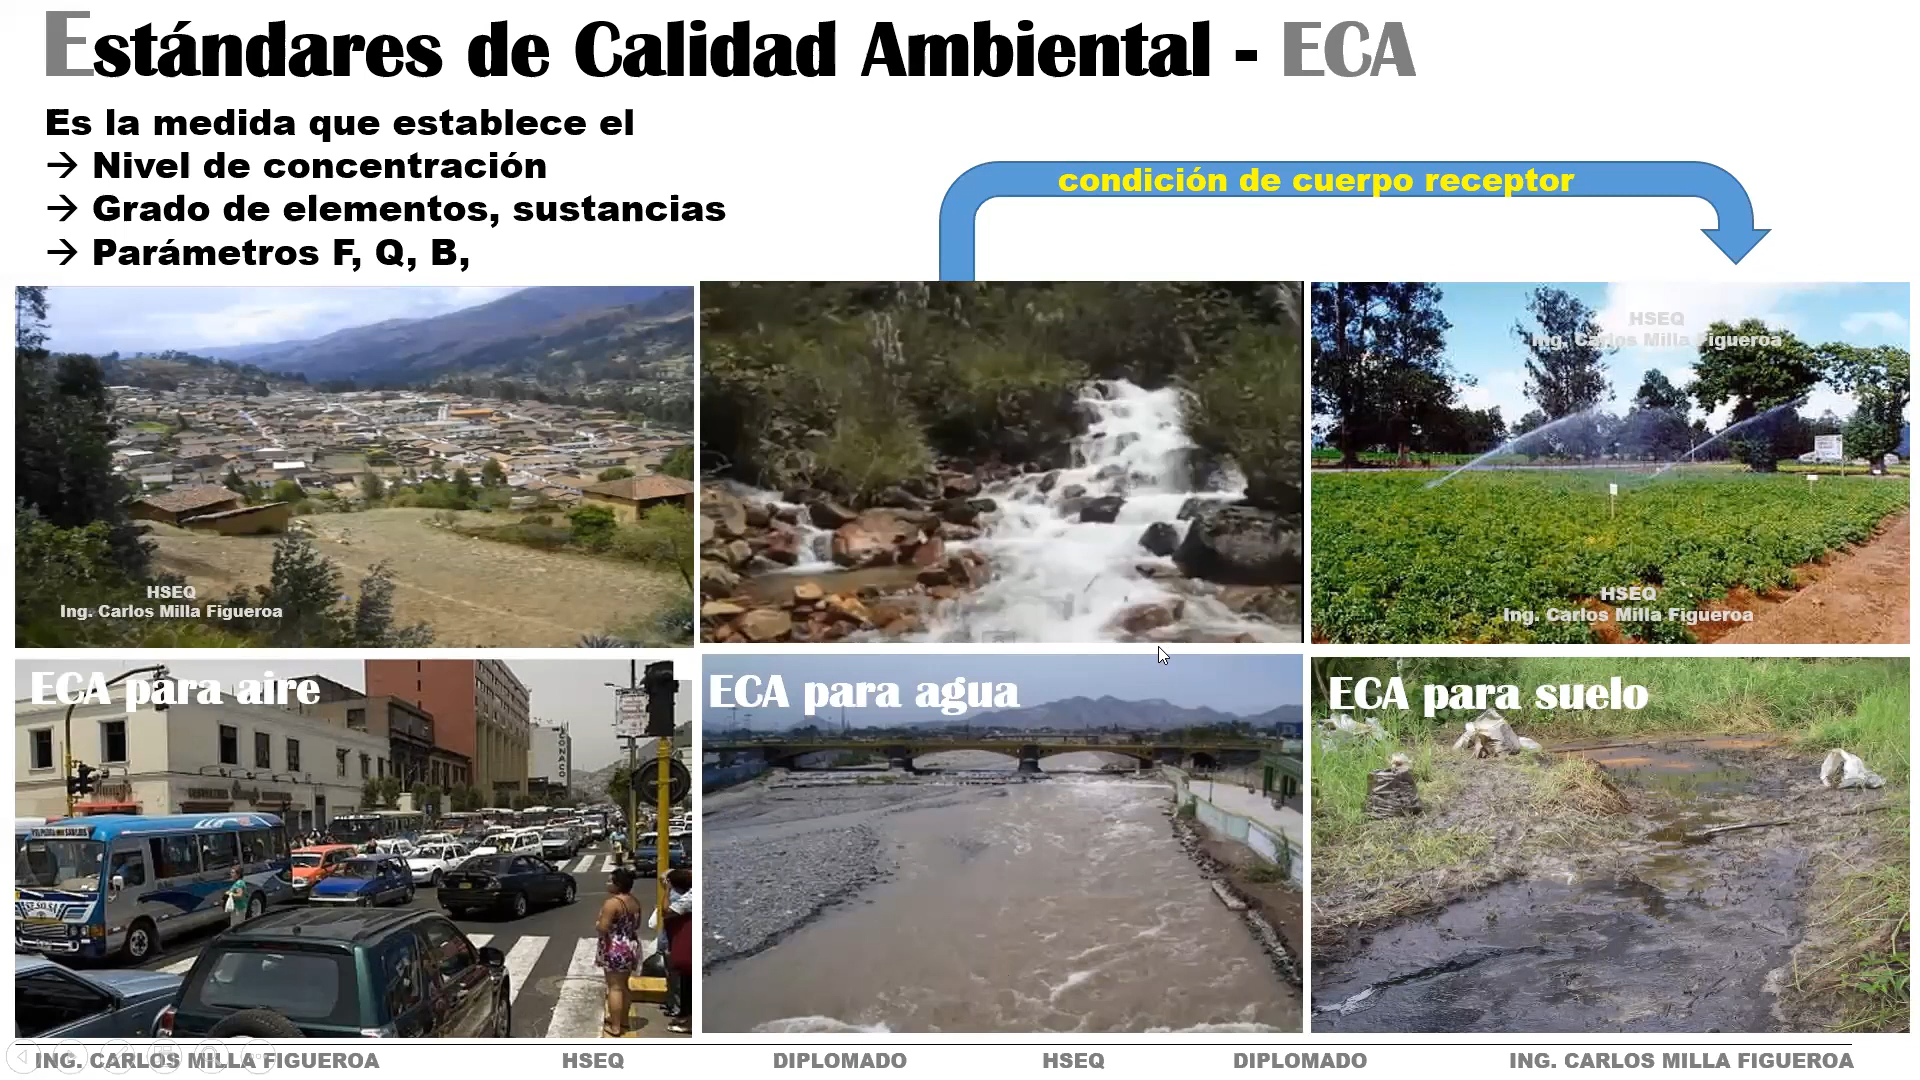 Estándares de Calidad Ambiental - ECA
Es la medida que establece el
→ Nivel de concentración
→ Grado de elementos, sustancias
→ Parámetros F, Q, B,
condición de cuerpo receptor
HSEQ
Ing. Carlos Milla Figueroa
HSEQ
Ing. Carlos Milla Figueroa
HSEQ
Ing. Carlos Milla Figueroa
ECA para aire
ECA para agua
ECA para suelo
ING. CARLOS MILLA FIGUEROA HSEQ DIPLOMADO HSEQ DIPLOMADO ING. CARLOS MILLA FIGUEROA